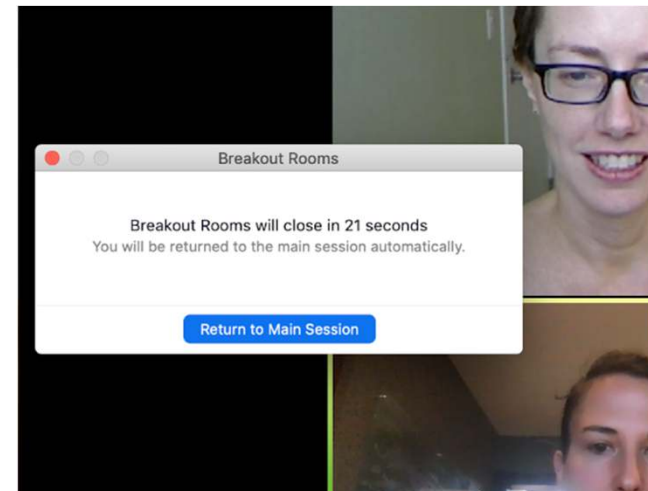 Breakout Rooms
Breakout Rooms will close in 21 seconds
You will be returned to the main session automatically.
Return to Main Session